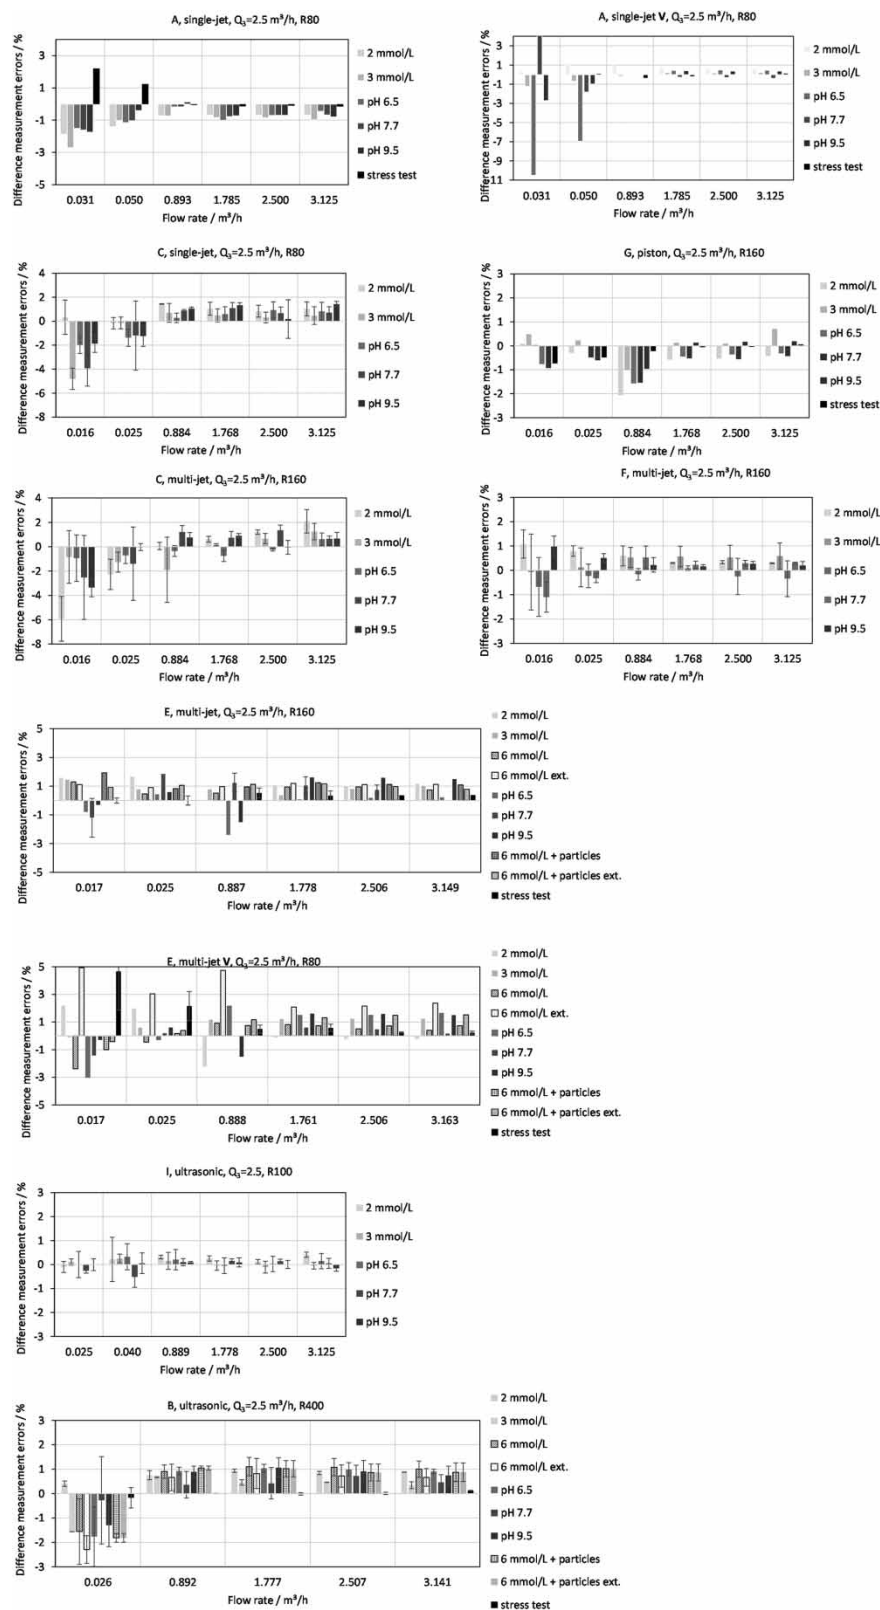 A, single-jet, Q₃=2.5 m³/h, R80
Difference measurement errors / %
3
1
-1
-3
-5
0.031 0.050 0.893 1.785 2.500 3.125
Flow rate / m³/h
2 mmol/L
3 mmol/L
pH 6.5
pH 7.7
pH 9.5
stress test
A, single-jet V, Q₃=2.5 m³/h, R80
Difference measurement errors / %
3
1
-1
-3
-5
-7
-9
-11
0.031 0.050 0.893 1.785 2.500 3.125
Flow rate / m³/h
2 mmol/L
3 mmol/L
pH 6.5
pH 7.7
pH 9.5
stress test
C, single-jet, Q₃=2.5 m³/h, R80
Difference measurement errors / %
4
2
0
-2
-4
-6
-8
0.016 0.025 0.884 1.768 2.500 3.125
Flow rate / m³/h
2 mmol/L
3 mmol/L
pH 6.5
pH 7.7
pH 9.5
G, piston, Q₃=2.5 m³/h, R160
Difference measurement errors / %
3
2
1
0
-1
-2
-3
0.016 0.025 0.884 1.768 2.500 3.125
Flow rate / m³/h
2 mmol/L
3 mmol/L
pH 6.5
pH 7.7
pH 9.5
stress test
C, multi-jet, Q₃=2.5 m³/h, R160
Difference measurement errors / %
4
2
0
-2
-4
-6
-8
0.016 0.025 0.884 1.768 2.500 3.125
Flow rate / m³/h
2 mmol/L
3 mmol/L
pH 6.5
pH 7.7
pH 9.5
F, multi-jet, Q₃=2.5 m³/h, R160
Difference measurement errors / %
3
2
1
0
-1
-2
-3
0.016 0.025 0.884 1.768 2.500 3.125
Flow rate / m³/h
2 mmol/L
3 mmol/L
pH 6.5
pH 7.7
pH 9.5
E, multi-jet, Q₃=2.5 m³/h, R160
Difference measurement errors / %
5
3
1
-1
-3
-5
0.017 0.025 0.887 1.778 2.506 3.149
Flow rate / m³/h
2 mmol/L
3 mmol/L
6 mmol/L
6 mmol/L ext.
pH 6.5
pH 7.7
pH 9.5
6 mmol/L + particles
6 mmol/L + particles ext.
stress test
E, multi-jet V, Q₃=2.5 m³/h, R80
Difference measurement errors / %
5
3
1
-1
-3
-5
0.017 0.025 0.888 1.761 2.506 3.163
Flow rate / m³/h
2 mmol/L
3 mmol/L
6 mmol/L
6 mmol/L ext.
pH 6.5
pH 7.7
pH 9.5
6 mmol/L + particles
6 mmol/L + particles ext.
stress test
I, ultrasonic, Q₃=2.5, R100
Difference measurement errors / %
3
2
1
0
-1
-2
-3
0.025 0.040 0.889 1.778 2.500 3.125
Flow rate / m³/h
2 mmol/L
3 mmol/L
pH 6.5
pH 7.7
pH 9.5
B, ultrasonic, Q₃=2.5 m³/h, R400
Difference measurement errors / %
4
3
2
1
0
-1
-2
-3
0.026 0.892 1.777 2.507 3.141
Flow rate / m³/h
2 mmol/L
3 mmol/L
6 mmol/L
6 mmol/L ext.
pH 6.5
pH 7.7
pH 9.5
6 mmol/L + particles
6 mmol/L + particles ext.
stress test